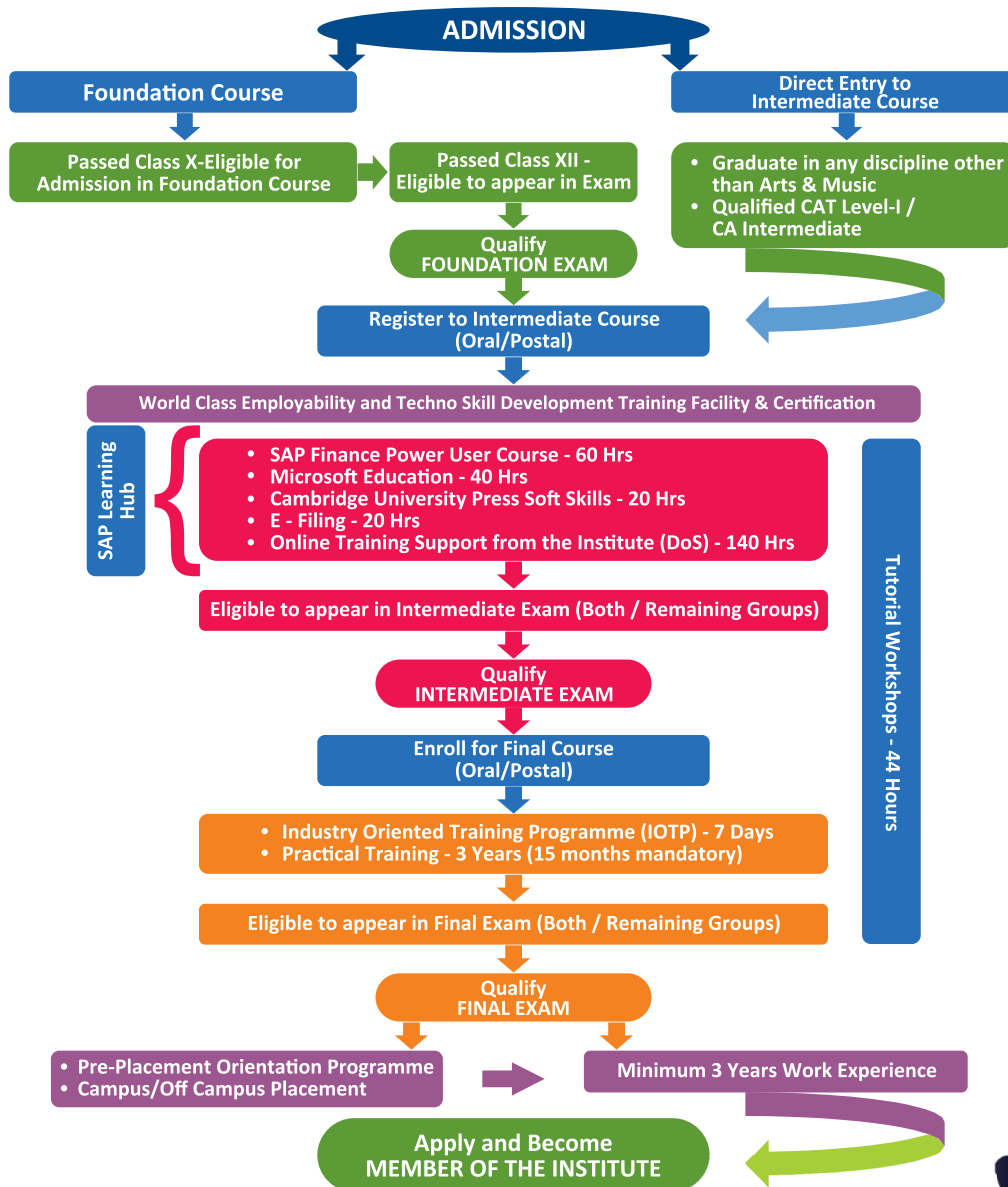 ADMISSION
Foundation Course
Direct Entry to
Intermediate Course
Passed Class X-Eligible for
Admission in Foundation Course
Passed Class XII -
Eligible to appear in Exam
• Graduate in any discipline other
than Arts & Music
• Qualified CAT Level-I /
CA Intermediate
Qualify
FOUNDATION EXAM
Register to Intermediate Course
(Oral/Postal)
World Class Employability and Techno Skill Development Training Facility & Certification
SAP Learning
Hub
• SAP Finance Power User Course - 60 Hrs
• Microsoft Education - 40 Hrs
• Cambridge University Press Soft Skills - 20 Hrs
• E - Filing - 20 Hrs
• Online Training Support from the Institute (DoS) - 140 Hrs
Tutorial Workshops - 44 Hours
Eligible to appear in Intermediate Exam (Both / Remaining Groups)
Qualify
INTERMEDIATE EXAM
Enroll for Final Course
(Oral/Postal)
• Industry Oriented Training Programme (IOTP) - 7 Days
• Practical Training - 3 Years (15 months mandatory)
Eligible to appear in Final Exam (Both / Remaining Groups)
Qualify
FINAL EXAM
• Pre-Placement Orientation Programme
• Campus/Off Campus Placement
Minimum 3 Years Work Experience
Apply and Become
MEMBER OF THE INSTITUTE